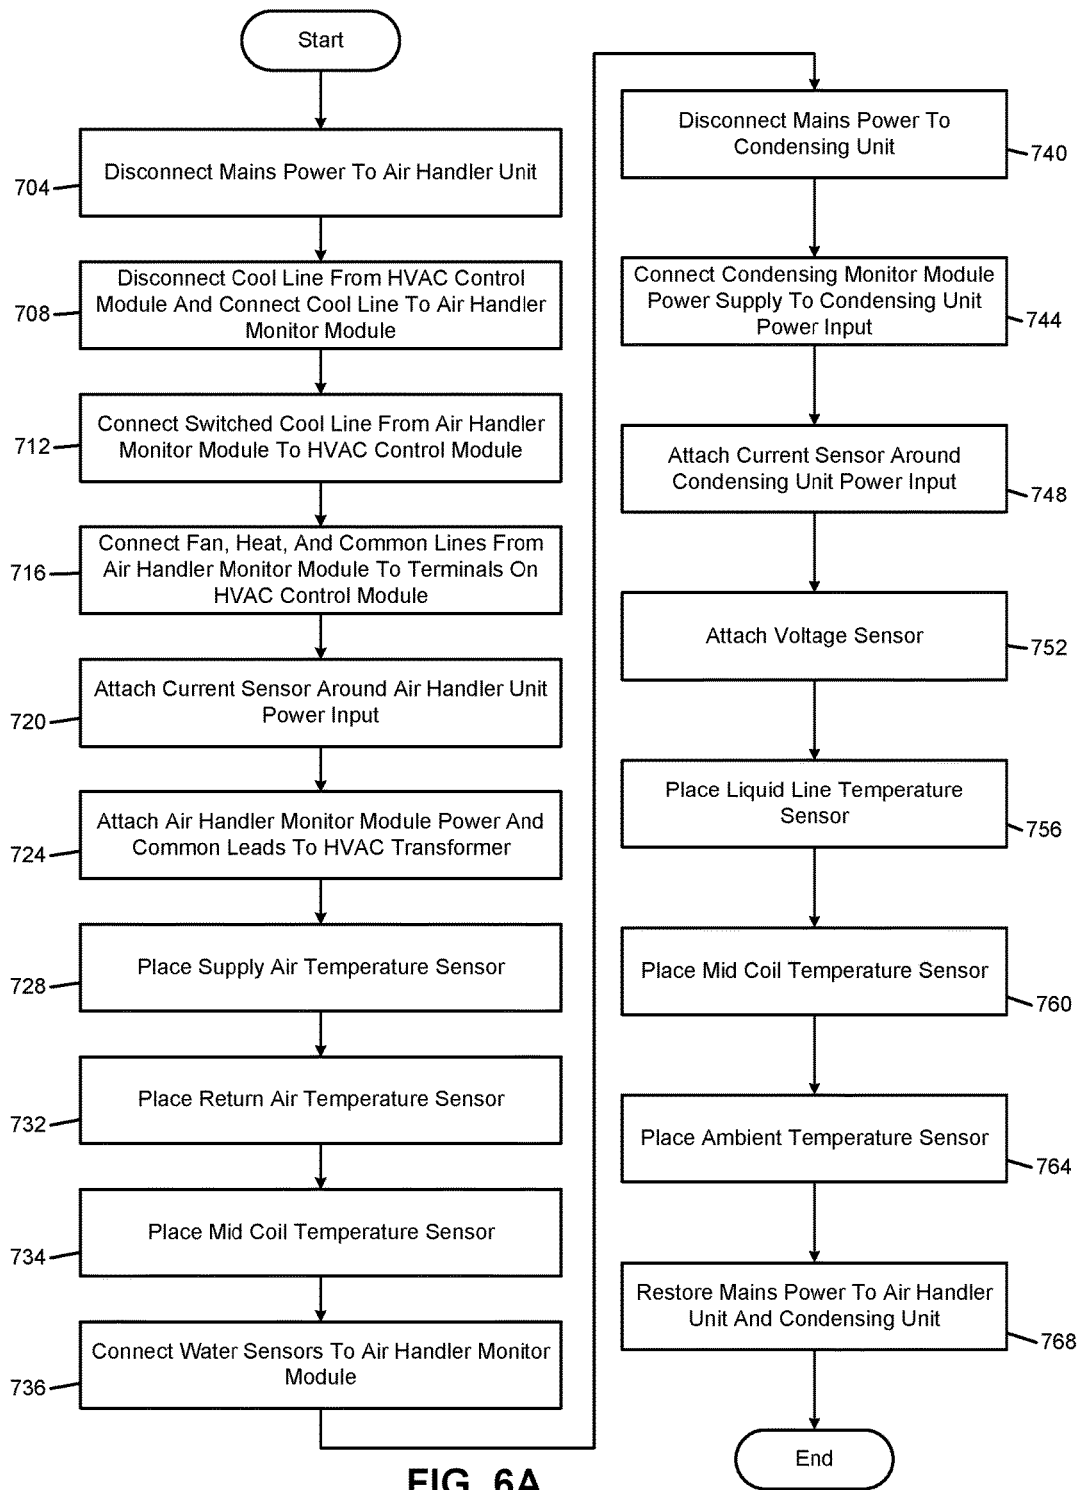 Start
704
Disconnect Mains Power To Air Handler Unit
708
Disconnect Cool Line From HVAC Control
Module And Connect Cool Line To Air Handler
Monitor Module
712
Connect Switched Cool Line From Air Handler
Monitor Module To HVAC Control Module
716
Connect Fan, Heat, And Common Lines From
Air Handler Monitor Module To Terminals On
HVAC Control Module
720
Attach Current Sensor Around Air Handler Unit
Power Input
724
Attach Air Handler Monitor Module Power And
Common Leads To HVAC Transformer
728
Place Supply Air Temperature Sensor
732
Place Return Air Temperature Sensor
734
Place Mid Coil Temperature Sensor
736
Connect Water Sensors To Air Handler Monitor
Module
Disconnect Mains Power To
Condensing Unit
740
Connect Condensing Monitor Module
Power Supply To Condensing Unit
Power Input
744
Attach Current Sensor Around
Condensing Unit Power Input
748
Attach Voltage Sensor
752
Place Liquid Line Temperature
Sensor
756
Place Mid Coil Temperature Sensor
760
Place Ambient Temperature Sensor
764
Restore Mains Power To Air Handler
Unit And Condensing Unit
768
End
FIG. 6A